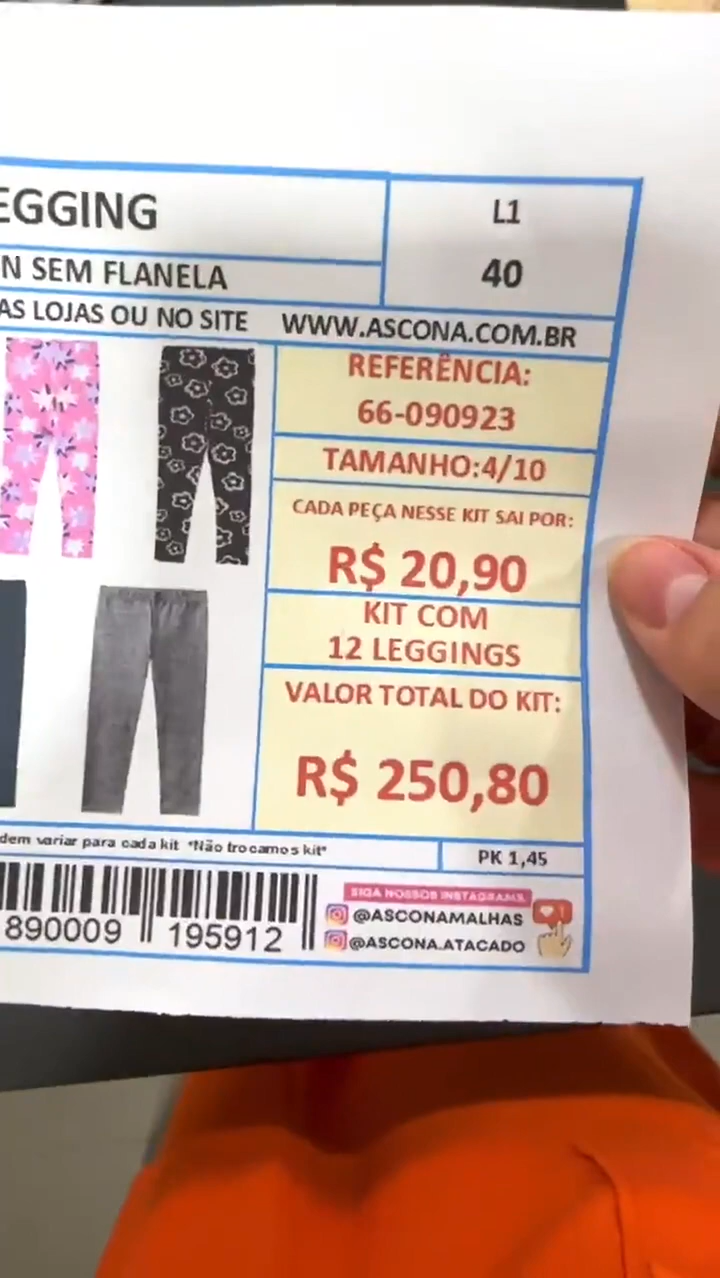 EGGING
L1
N SEM FLANELA
40
AS LOJAS OU NO SITE WWW.ASCONA.COM.BR
REFERÊNCIA:
66-090923
TAMANHO:4/10
CADA PEÇA NESSE KIT SAI POR:
R$ 20,90
KIT COM
12 LEGGINGS
VALOR TOTAL DO KIT:
R$ 250,80
dem variar para cada kit *Não trocamos kit*
PK 1,45
SIGA NOSSOS INSTAGRAMS
@ASCONAMALHAS
@ASCONA.ATACADO
890009 195912